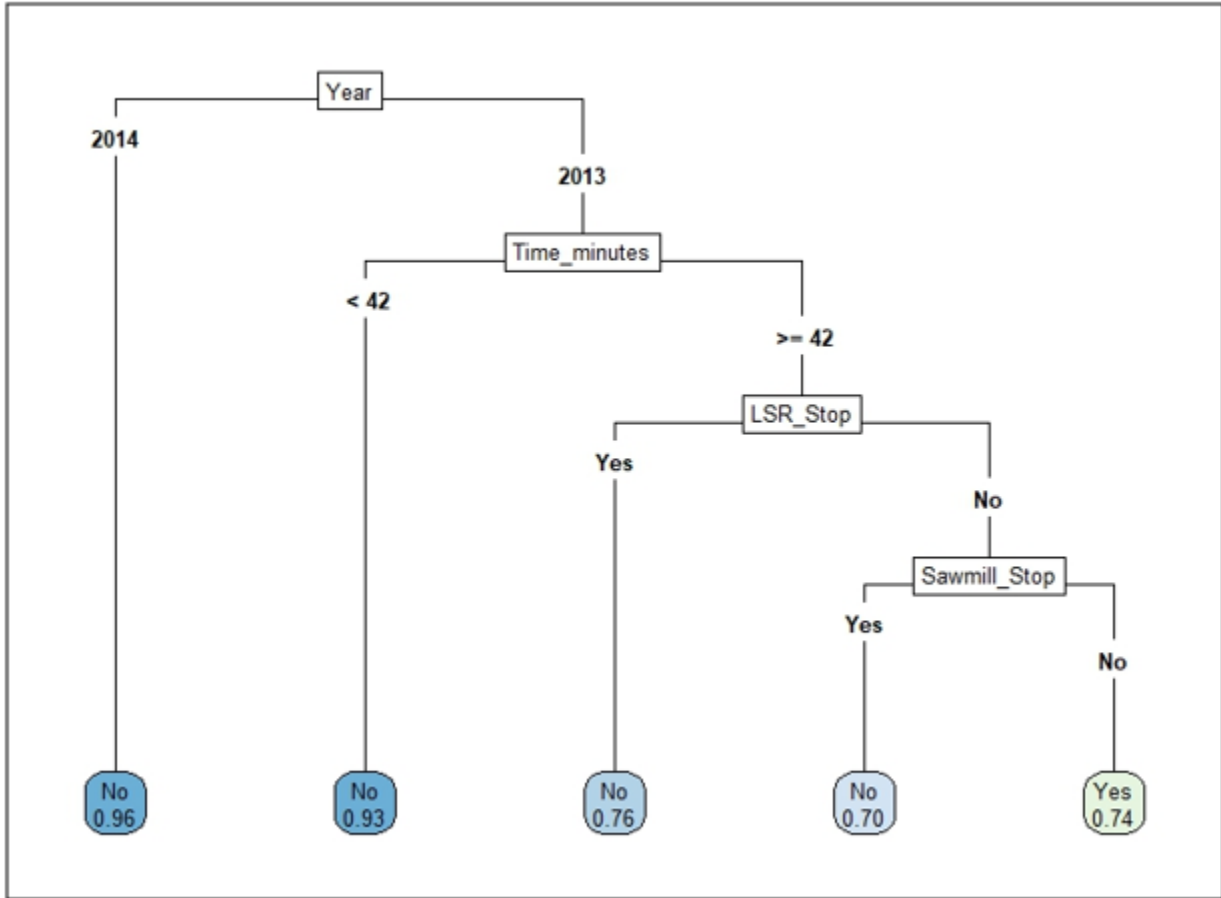 Year
2014
2013
Time_minutes
< 42
>= 42
LSR_Stop
Yes
No
Sawmill_Stop
Yes
No
No
0.96
No
0.93
No
0.76
No
0.70
Yes
0.74